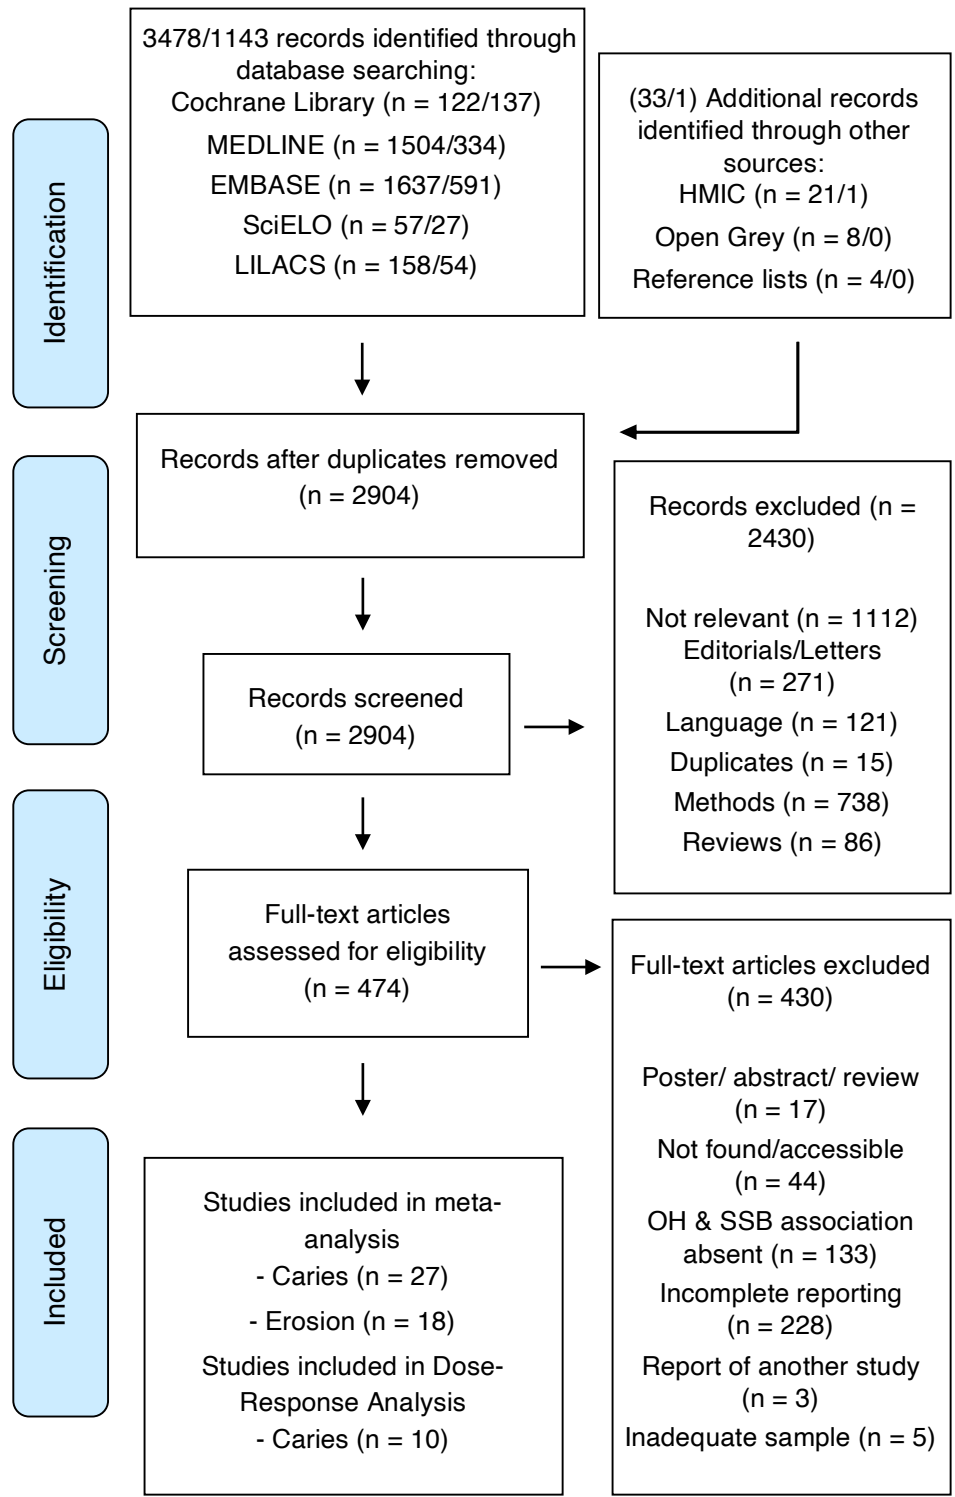 3478/1143 records identified through
database searching:
Cochrane Library (n = 122/137)
MEDLINE (n = 1504/334)
EMBASE (n = 1637/591)
SciELO (n = 57/27)
LILACS (n = 158/54)
(33/1) Additional records
identified through other
sources:
HMIC (n = 21/1)
Open Grey (n = 8/0)
Reference lists (n = 4/0)
Identification
Records after duplicates removed
(n = 2904)
Screening
Records screened
(n = 2904)
Records excluded (n =
2430)
Not relevant (n = 1112)
Editorials/Letters
(n = 271)
Language (n = 121)
Duplicates (n = 15)
Methods (n = 738)
Reviews (n = 86)
Eligibility
Full-text articles
assessed for eligibility
(n = 474)
Full-text articles excluded
(n = 430)
Poster/ abstract/ review
(n = 17)
Not found/accessible
(n = 44)
OH & SSB association
absent (n = 133)
Incomplete reporting
(n = 228)
Report of another study
(n = 3)
Inadequate sample (n = 5)
Included
Studies included in meta-
analysis
- Caries (n = 27)
- Erosion (n = 18)
Studies included in Dose-
Response Analysis
- Caries (n = 10)